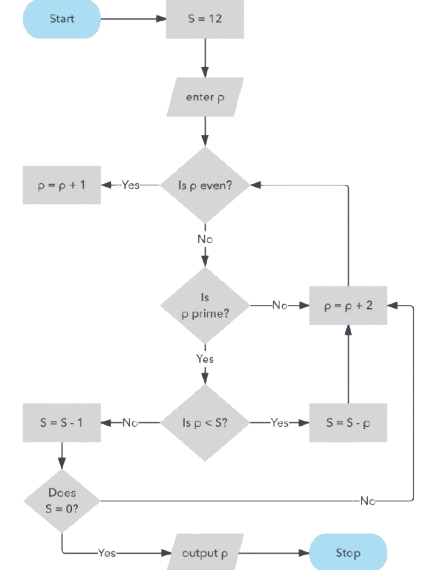 Start
S = 12
enter p
Is p even?
Yes
p = p + 1
No
Is
p prime?
No
p = p + 2
Yes
Is p < S?
No
S = S - 1
Yes
S = S - p
Does
S = 0?
No
Yes
output p
Stop